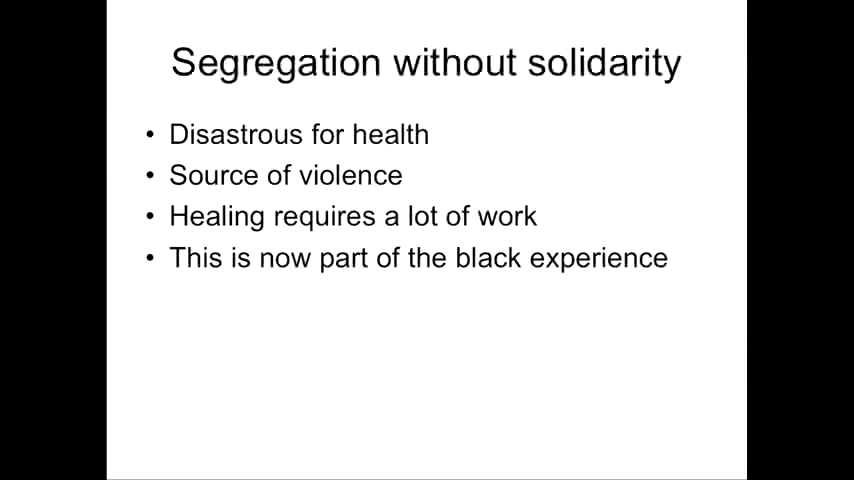 Segregation without solidarity
• Disastrous for health
• Source of violence
• Healing requires a lot of work
• This is now part of the black experience